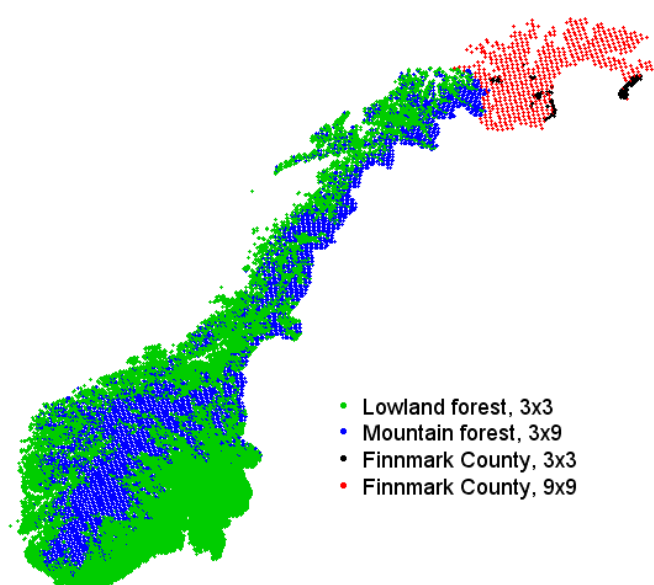 Lowland forest, 3x3
Mountain forest, 3x9
Finnmark County, 3x3
Finnmark County, 9x9